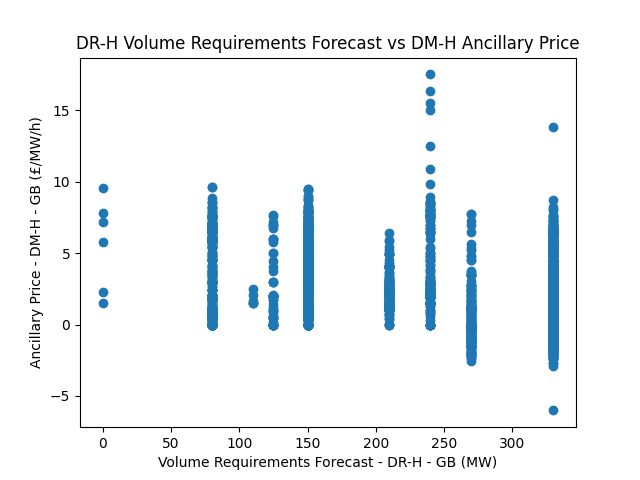 DR-H Volume Requirements Forecast vs DM-H Ancillary Price
Ancillary Price - DM-H - GB (£/MW/h)
15
10
5
0
−5
0 50 100 150 200 250 300
Volume Requirements Forecast - DR-H - GB (MW)